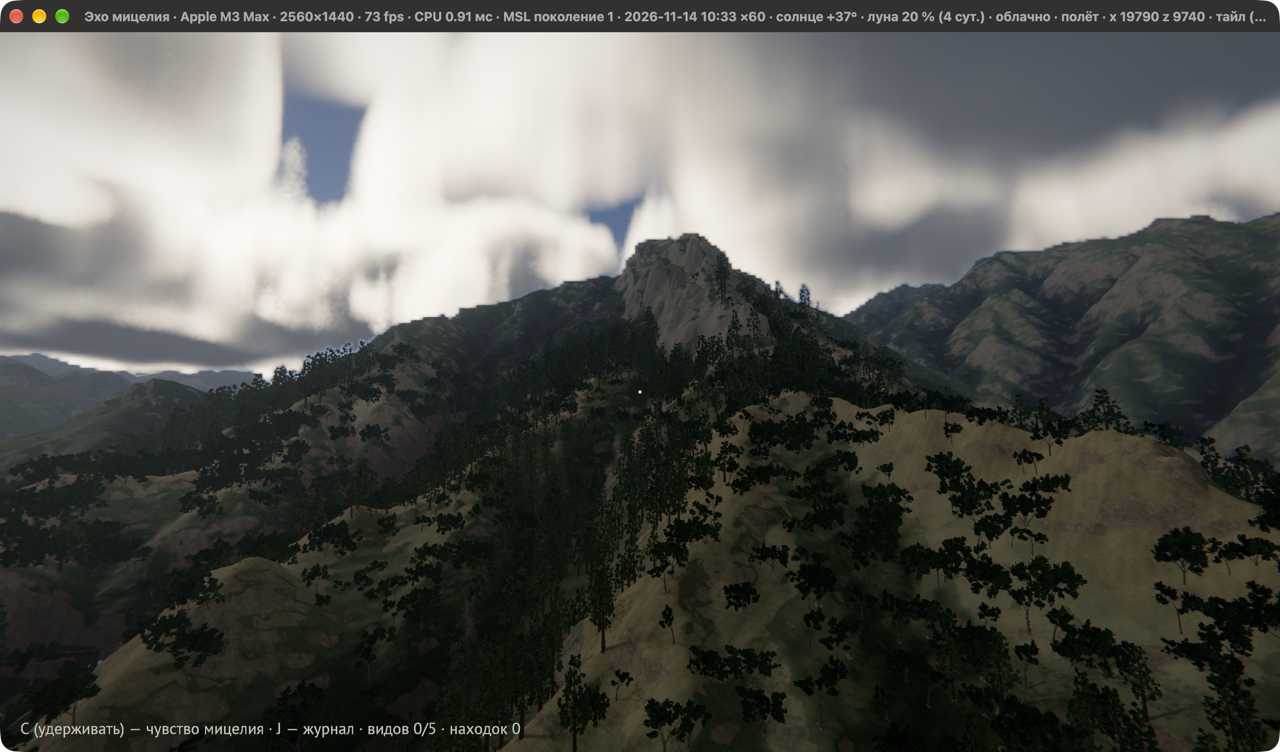 Эхо мицелия · Apple M3 Max · 2560×1440 · 73 fps · CPU 0.91 мс · MSL поколение 1 · 2026-11-14 10:33 ×60 · солнце +37° · луна 20 % (4 сут.) · облачно · полёт · x 19790 z 9740 · тайл (...
C (удерживать) — чувство мицелия · J — журнал · видов 0/5 · находок 0